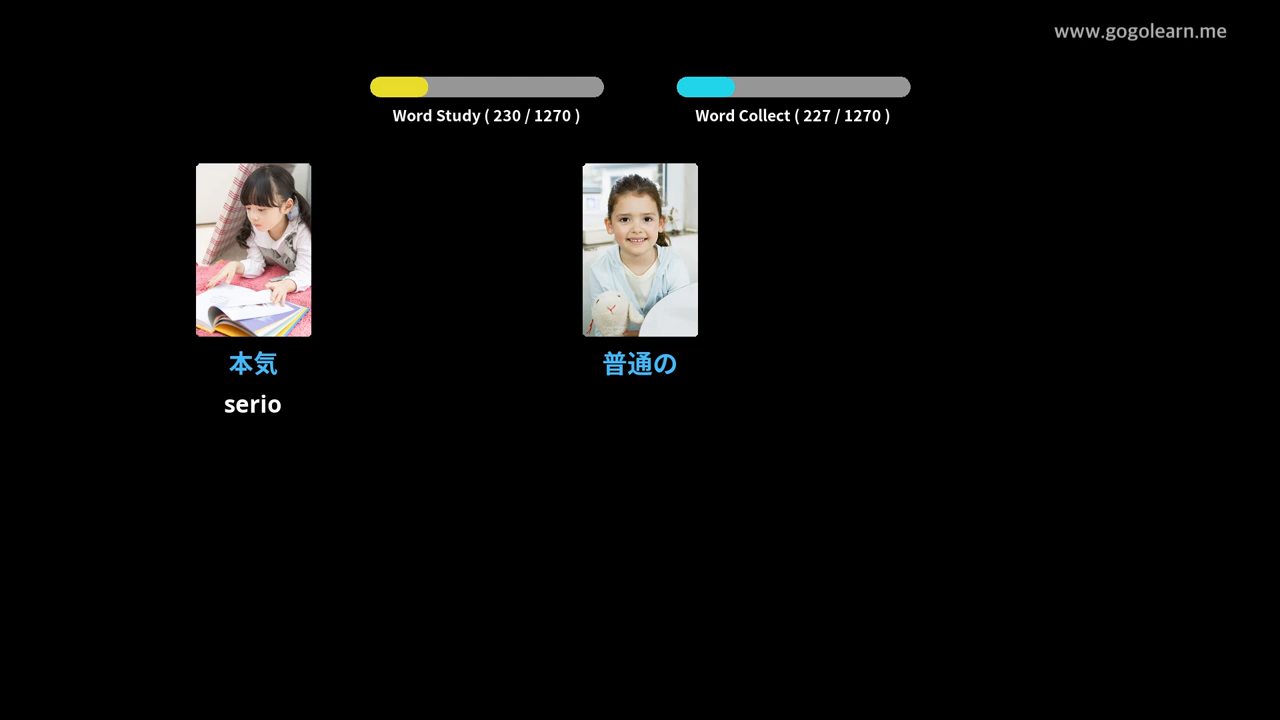 www.gogolearn.me
Word Study ( 230 / 1270 )
Word Collect ( 227 / 1270 )
本気
普通の
serio